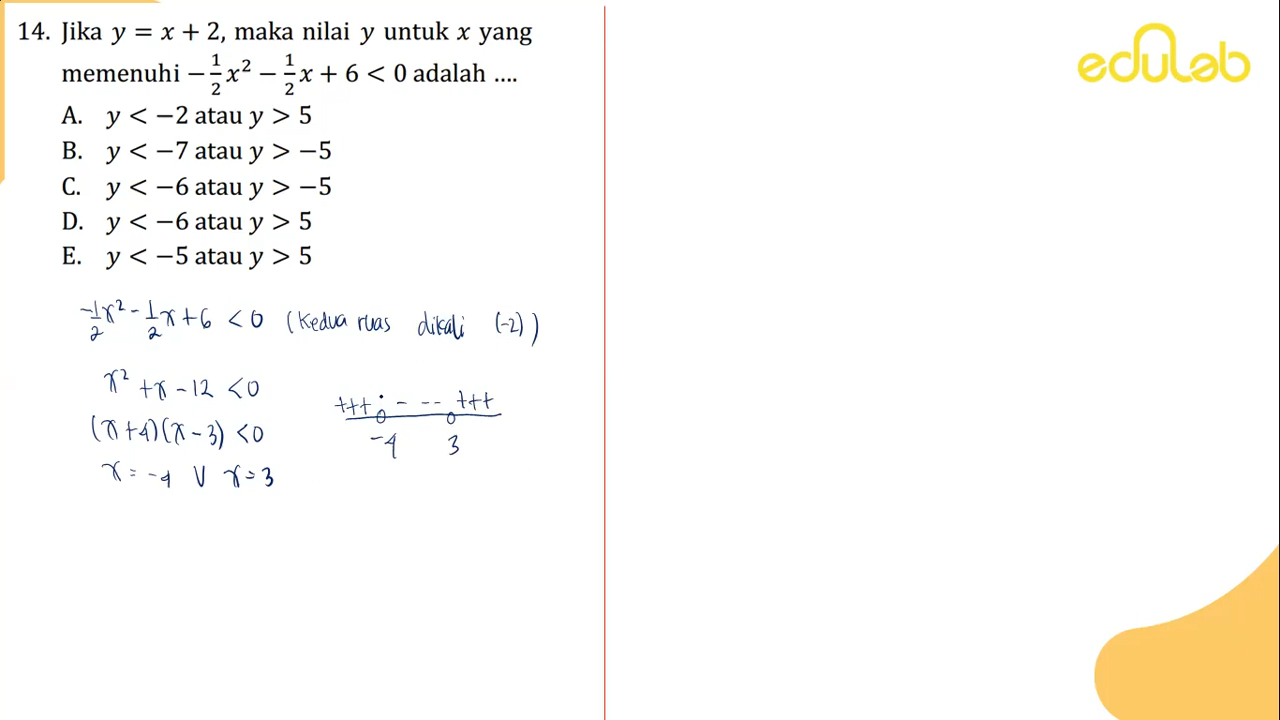 14. Jika y = x + 2, maka nilai y untuk x yang
memenuhi −1/2x² − 1/2x + 6 < 0 adalah ....
A. y < −2 atau y > 5
B. y < −7 atau y > −5
C. y < −6 atau y > −5
D. y < −6 atau y > 5
E. y < −5 atau y > 5
-1/2x² - 1/2x + 6 < 0 (Kedua ruas dikali (-2))
x² + x - 12 < 0
(x + 4)(x - 3) < 0
x = -4 V x = 3
+++ - -- +++
-4 3
edulab